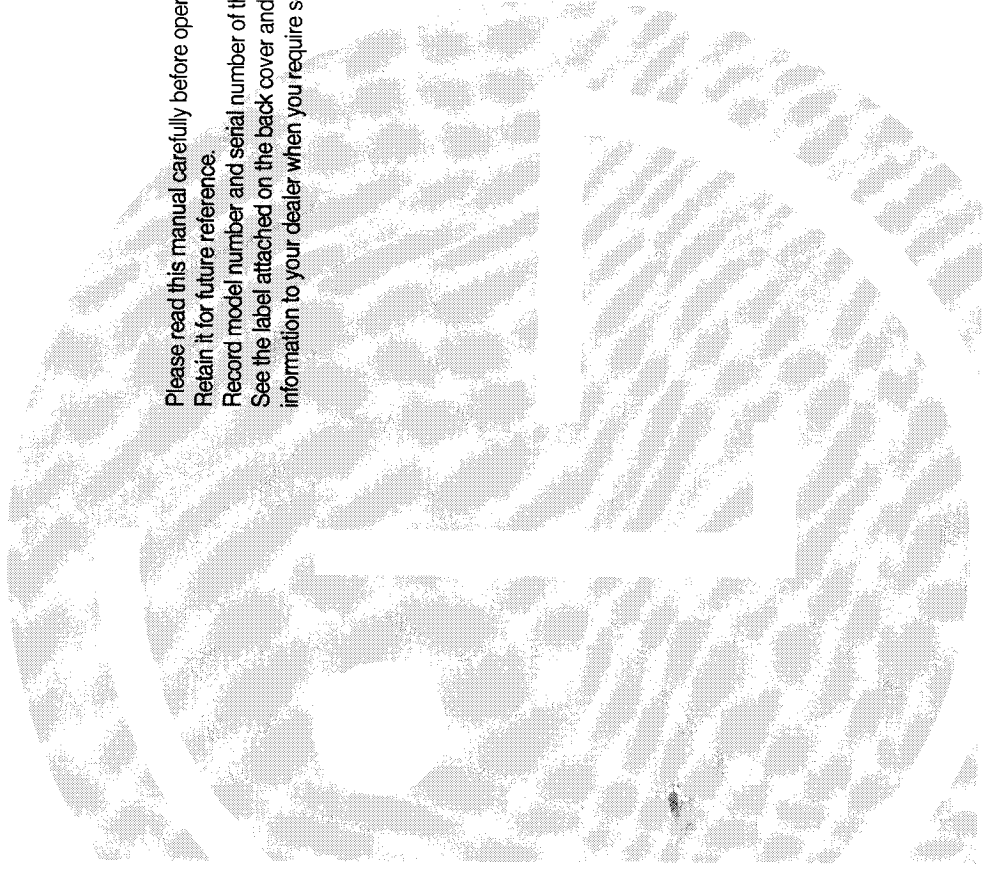 Please read this manual carefully before oper
Retain it for future reference.
Record model number and serial number of th
See the label attached on the back cover and
information to your dealer when you require s